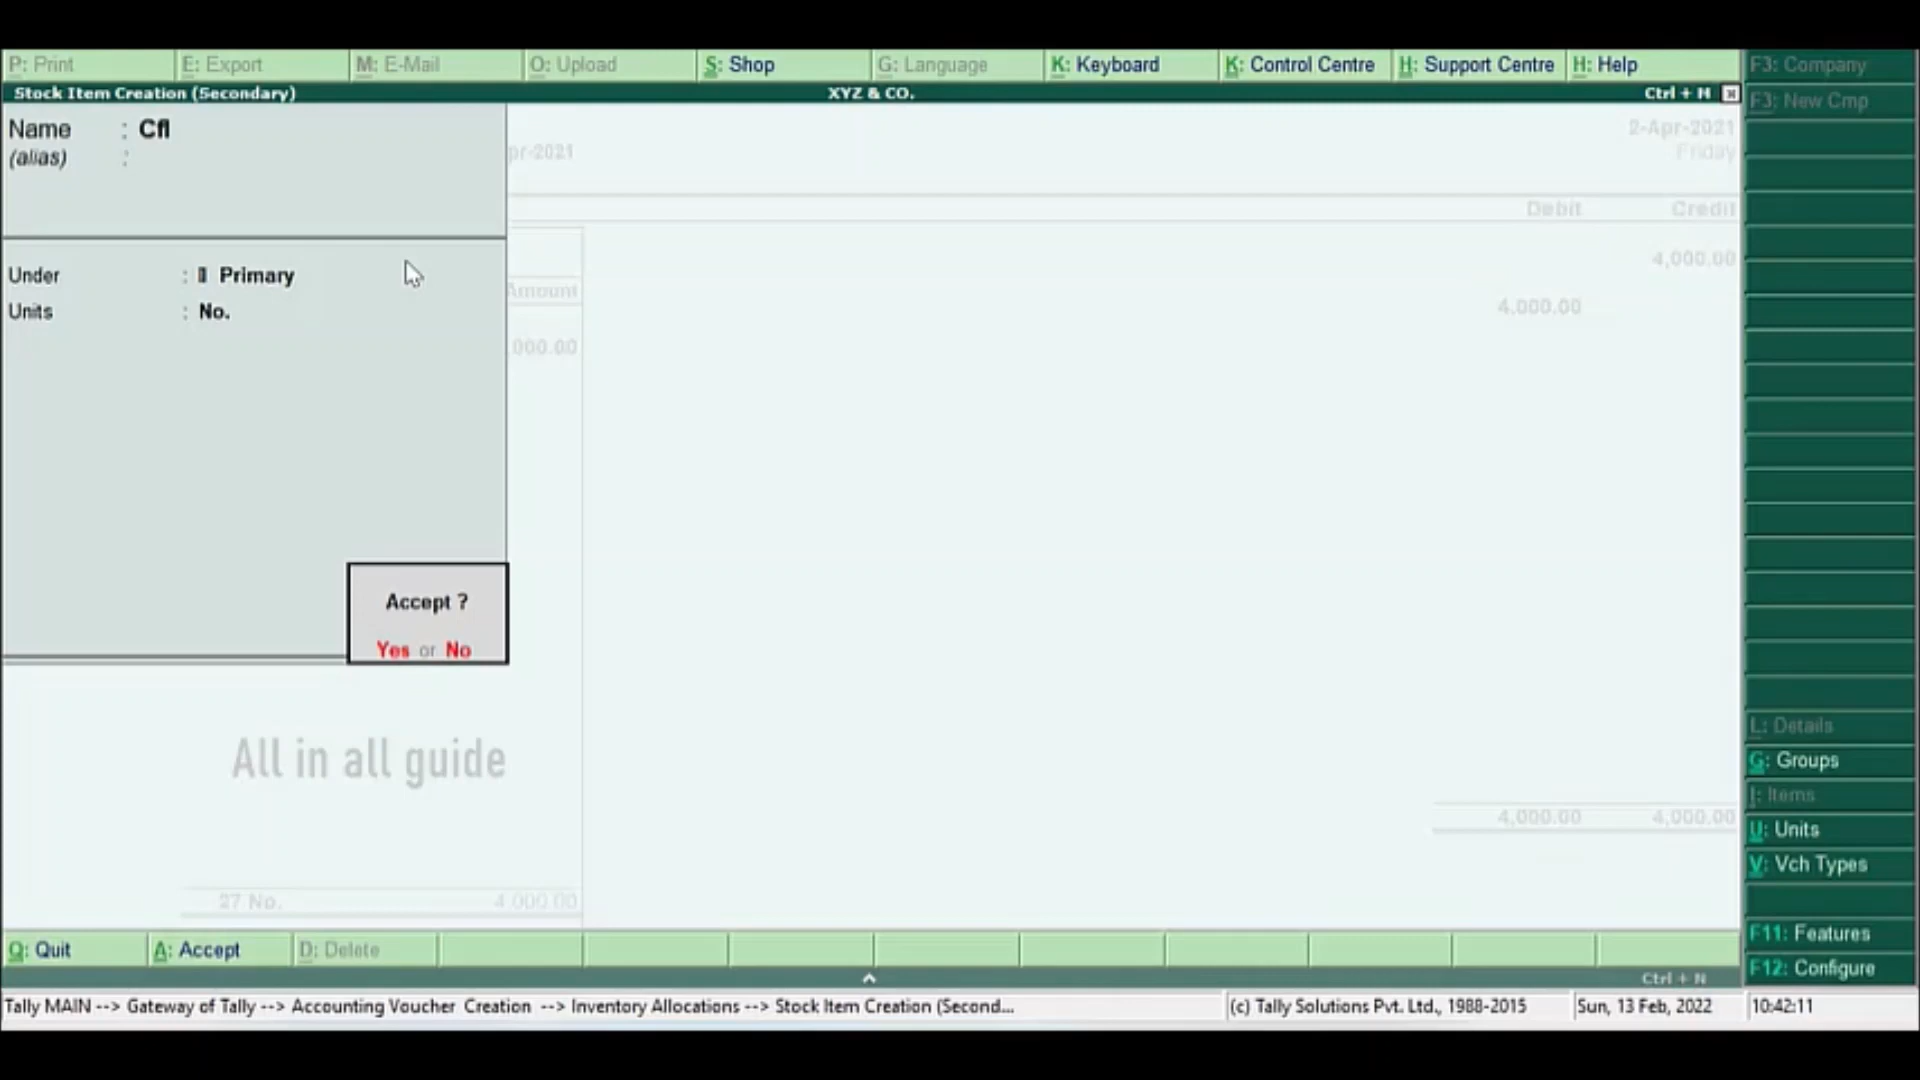 P: Print E: Export M: E-Mail O: Upload S: Shop G: Language K: Keyboard K: Control Centre H: Support Centre H: Help F3: Company
Stock Item Creation (Secondary) XYZ & CO. Ctrl + N F3: New Cmp
Name : Cfl
(alias) :
2-Apr-2021
pr-2021 Friday
Debit Credit
4,000.00
Under : Primary
Amount 4,000.00
Units : No.
000.00
Accept ?
Yes or No
L: Details
All in all guide
G: Groups
I: Items
4,000.00 4,000.00
U: Units
V: Vch Types
27 No. 4,000.00
F11: Features
Q: Quit A: Accept D: Delete
F12: Configure
Ctrl + N
Tally MAIN --> Gateway of Tally --> Accounting Voucher Creation --> Inventory Allocations --> Stock Item Creation (Second... (c) Tally Solutions Pvt. Ltd., 1988-2015 Sun, 13 Feb, 2022 10:42:11